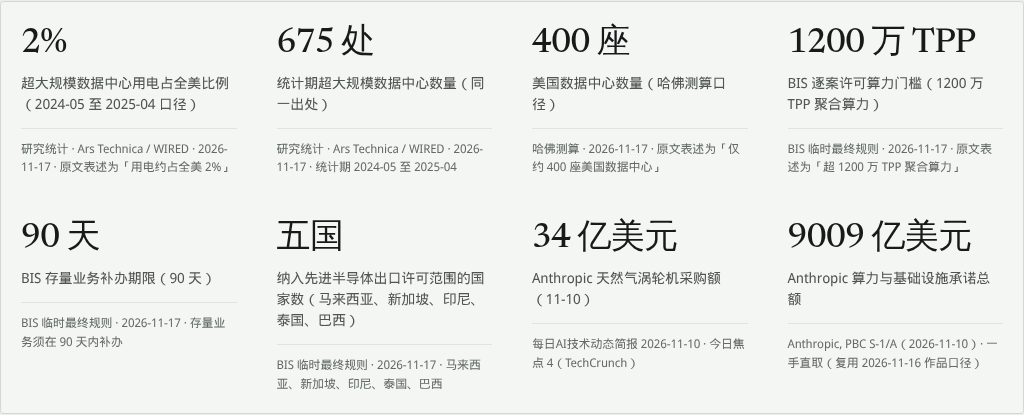 2%
超大规模数据中心用电占全美比例
（2024-05 至 2025-04 口径）
研究统计 · Ars Technica / WIRED · 2026-
11-17 · 原文表述为「用电约占全美 2%」
675 处
统计期超大规模数据中心数量（同
一出处）
研究统计 · Ars Technica / WIRED · 2026-
11-17 · 统计期 2024-05 至 2025-04
400 座
美国数据中心数量（哈佛测算口
径）
哈佛测算 · 2026-11-17 · 原文表述为「仅
约 400 座美国数据中心」
1200 万 TPP
BIS 逐案许可算力门槛（1200 万
TPP 聚合算力）
BIS 临时最终规则 · 2026-11-17 · 原文表
述为「超 1200 万 TPP 聚合算力」
90 天
BIS 存量业务补办期限（90 天）
BIS 临时最终规则 · 2026-11-17 · 存量业
务须在 90 天内补办
五国
纳入先进半导体出口许可范围的国
家数（马来西亚、新加坡、印尼、
泰国、巴西）
BIS 临时最终规则 · 2026-11-17 · 马来西
亚、新加坡、印尼、泰国、巴西
34 亿美元
Anthropic 天然气涡轮机采购额
（11-10）
每日AI技术动态简报 2026-11-10 · 今日焦
点 4（TechCrunch）
9009 亿美元
Anthropic 算力与基础设施承诺总
额
Anthropic, PBC S-1/A（2026-11-10）· 一
手直取（复用 2026-11-16 作品口径）